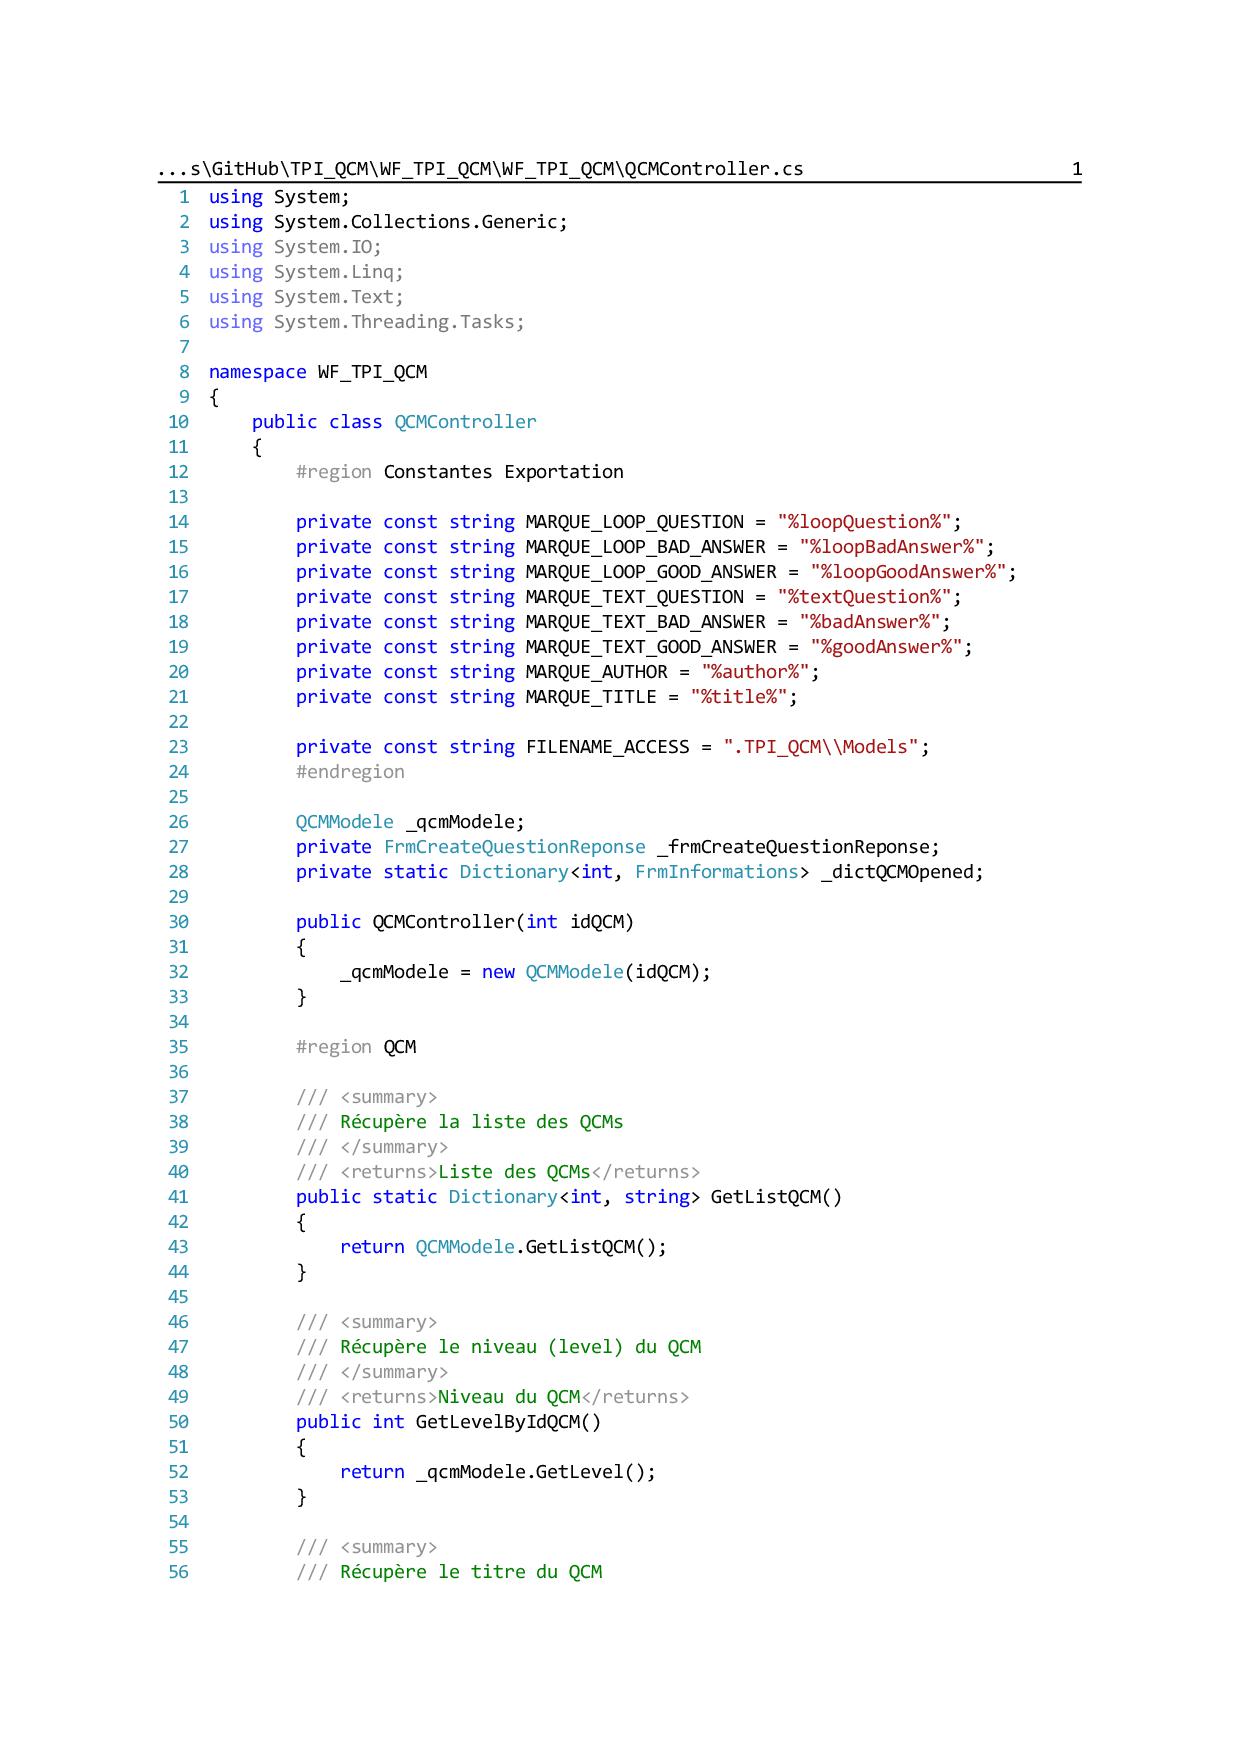 ...s\GitHub\TPI_QCM\WF_TPI_QCM\WF_TPI_QCM\QCMController.cs 1
1 using System;
2 using System.Collections.Generic;
3 using System.IO;
4 using System.Linq;
5 using System.Text;
6 using System.Threading.Tasks;
7
8 namespace WF_TPI_QCM
9 {
10 public class QCMController
11 {
12 #region Constantes Exportation
13
14 private const string MARQUE_LOOP_QUESTION = "%loopQuestion%";
15 private const string MARQUE_LOOP_BAD_ANSWER = "%loopBadAnswer%";
16 private const string MARQUE_LOOP_GOOD_ANSWER = "%loopGoodAnswer%";
17 private const string MARQUE_TEXT_QUESTION = "%textQuestion%";
18 private const string MARQUE_TEXT_BAD_ANSWER = "%badAnswer%";
19 private const string MARQUE_TEXT_GOOD_ANSWER = "%goodAnswer%";
20 private const string MARQUE_AUTHOR = "%author%";
21 private const string MARQUE_TITLE = "%title%";
22
23 private const string FILENAME_ACCESS = ".TPI_QCM\\Models";
24 #endregion
25
26 QCMModele _qcmModele;
27 private FrmCreateQuestionReponse _frmCreateQuestionReponse;
28 private static Dictionary<int, FrmInformations> _dictQCMOpened;
29
30 public QCMController(int idQCM)
31 {
32 _qcmModele = new QCMModele(idQCM);
33 }
34
35 #region QCM
36
37 /// <summary>
38 /// Récupère la liste des QCMs
39 /// </summary>
40 /// <returns>Liste des QCMs</returns>
41 public static Dictionary<int, string> GetListQCM()
42 {
43 return QCMModele.GetListQCM();
44 }
45
46 /// <summary>
47 /// Récupère le niveau (level) du QCM
48 /// </summary>
49 /// <returns>Niveau du QCM</returns>
50 public int GetLevelByIdQCM()
51 {
52 return _qcmModele.GetLevel();
53 }
54
55 /// <summary>
56 /// Récupère le titre du QCM